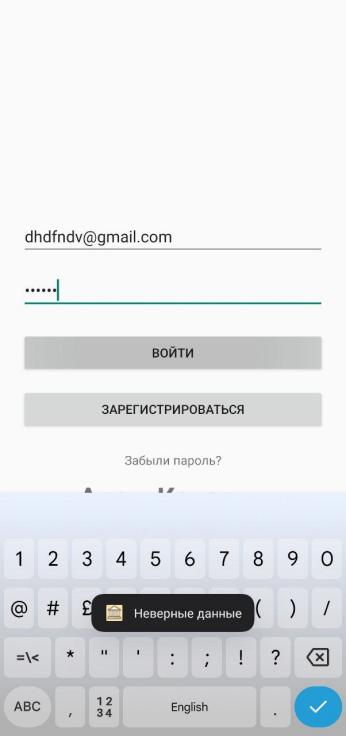 dhdfndv@gmail.com
••••••
ВОЙТИ
ЗАРЕГИСТРИРОВАТЬСЯ
Забыли пароль?
1 2 3 4 5 6 7 8 9 0
@ # £ ( ) /
Неверные данные
=\< * " ' : ; ! ?
ABC , 12 34 English .